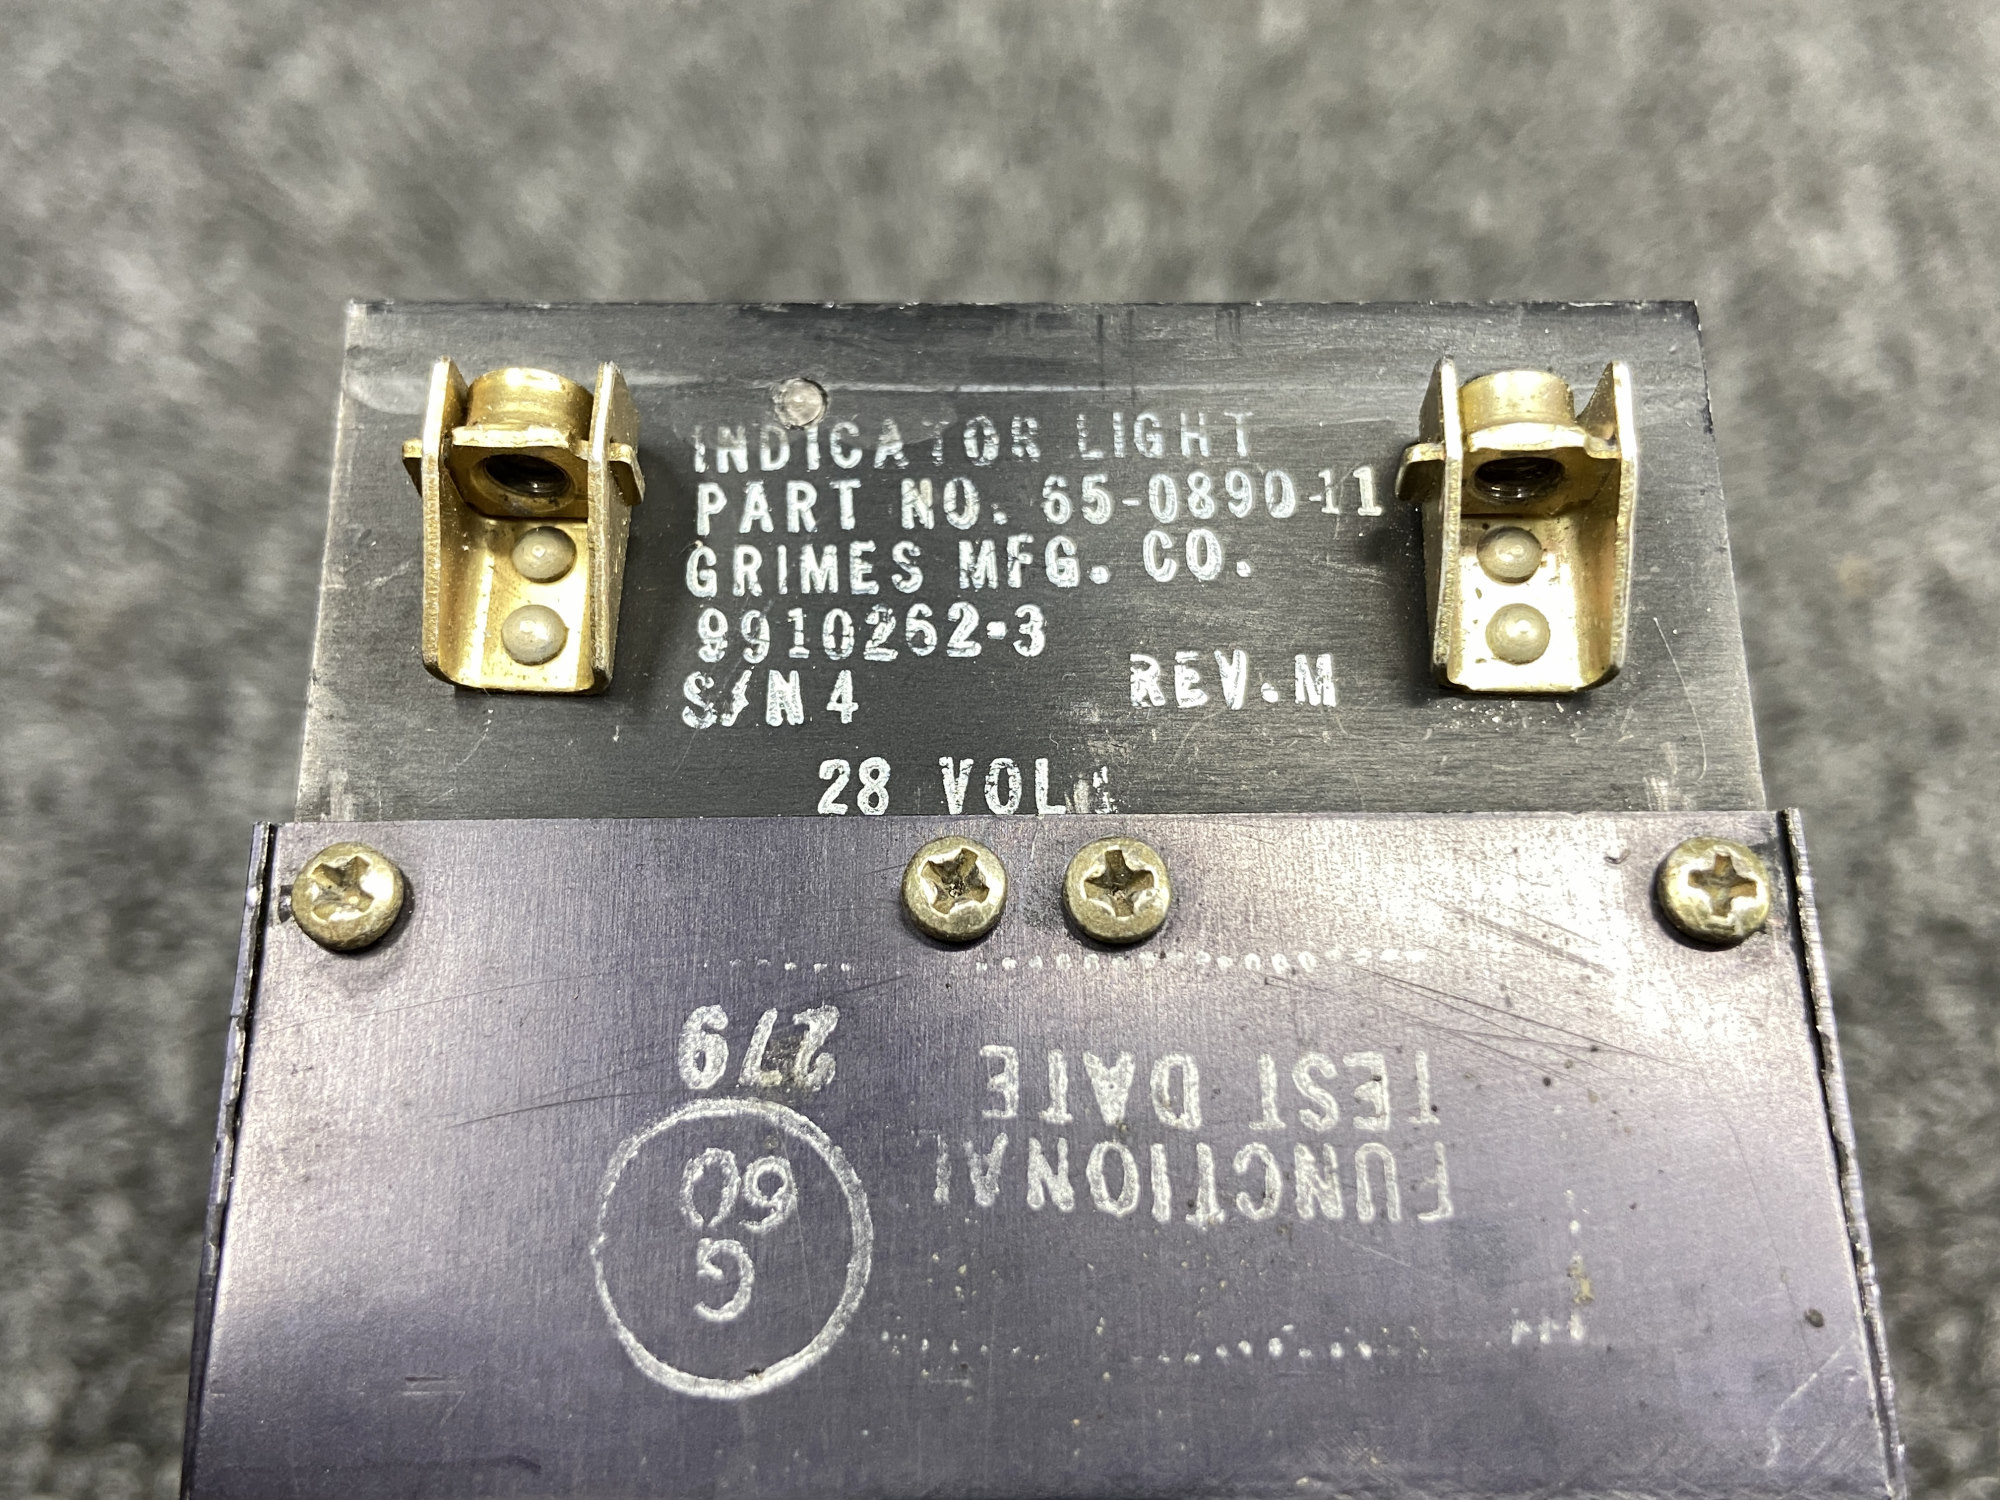 INDICATOR LIGHT
PART NO. 65-0890-11
GRIMES MFG. CO.
9910262-3
S/N 4 REV. M
28 VOLT
FUNCTIONAL
TEST DATE
G
60
279